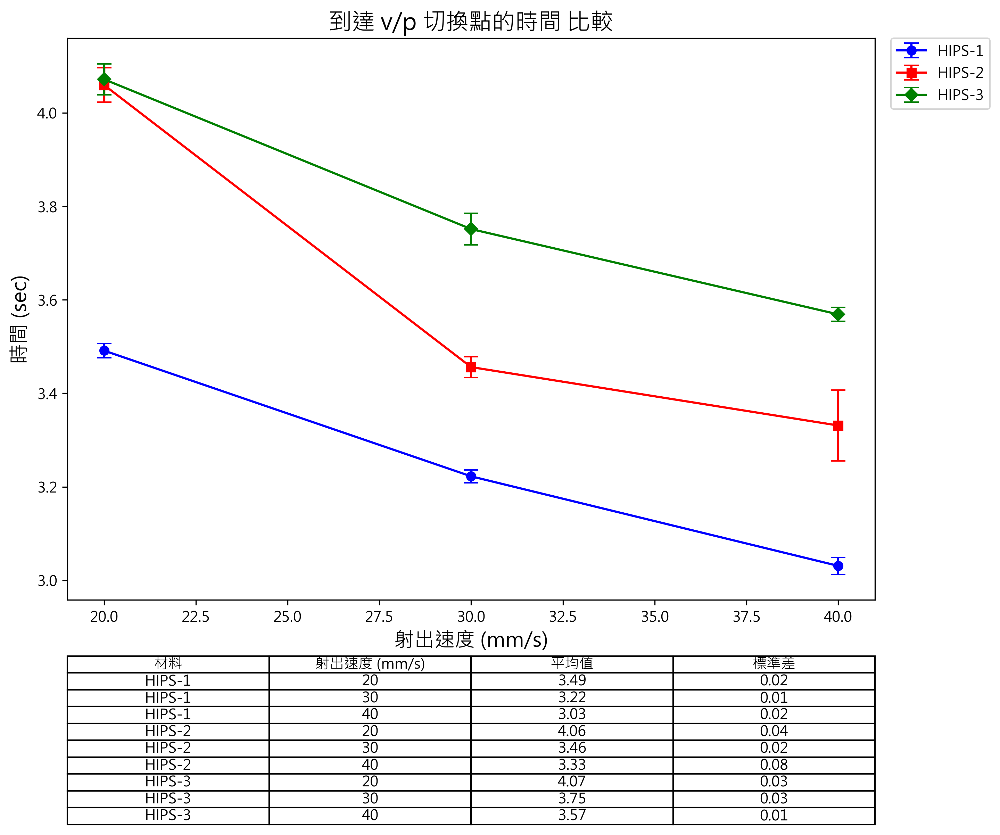 到達 v/p 切換點的時間 比較
HIPS-1
HIPS-2
HIPS-3
時間 (sec)
4.0
3.8
3.6
3.4
3.2
3.0
20.0 22.5 25.0 27.5 30.0 32.5 35.0 37.5 40.0
射出速度 (mm/s)
材料 射出速度 (mm/s) 平均值 標準差
HIPS-1 20 3.49 0.02
HIPS-1 30 3.22 0.01
HIPS-1 40 3.03 0.02
HIPS-2 20 4.06 0.04
HIPS-2 30 3.46 0.02
HIPS-2 40 3.33 0.08
HIPS-3 20 4.07 0.03
HIPS-3 30 3.75 0.03
HIPS-3 40 3.57 0.01